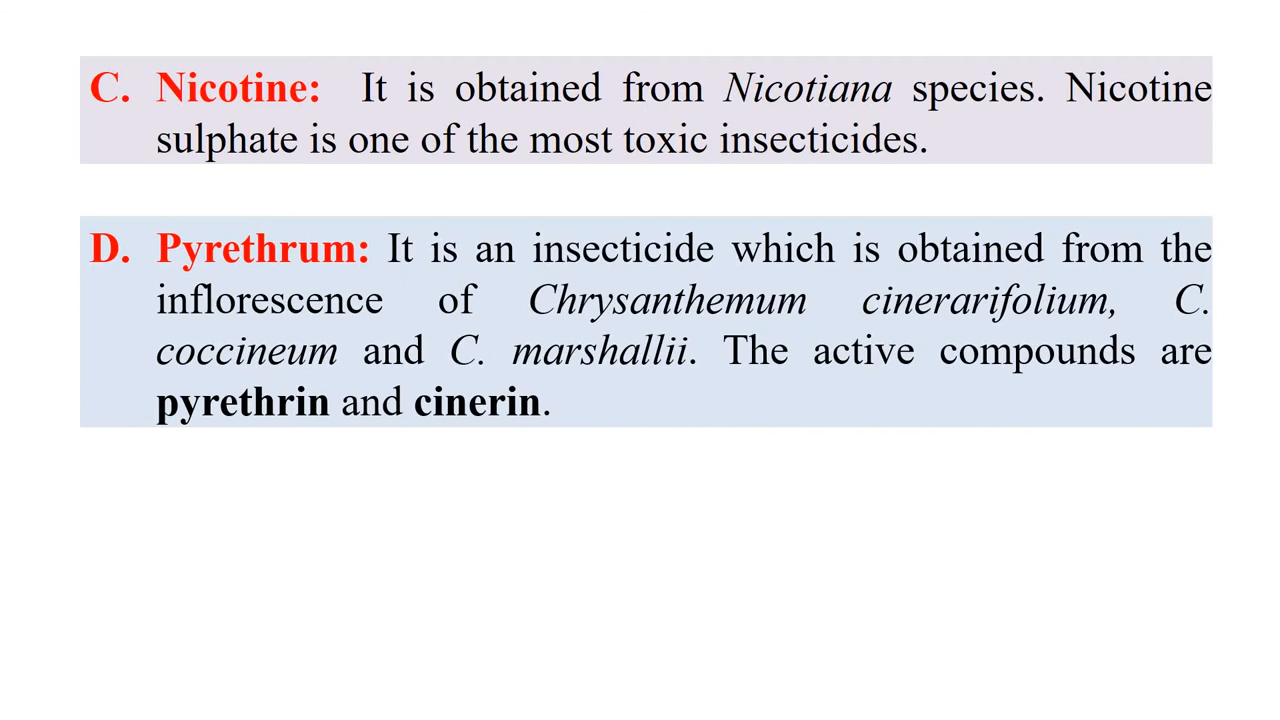 C. Nicotine: It is obtained from Nicotiana species. Nicotine
sulphate is one of the most toxic insecticides.
D. Pyrethrum: It is an insecticide which is obtained from the
inflorescence of Chrysanthemum cinerarifolium, C.
coccineum and C. marshallii. The active compounds are
pyrethrin and cinerin.